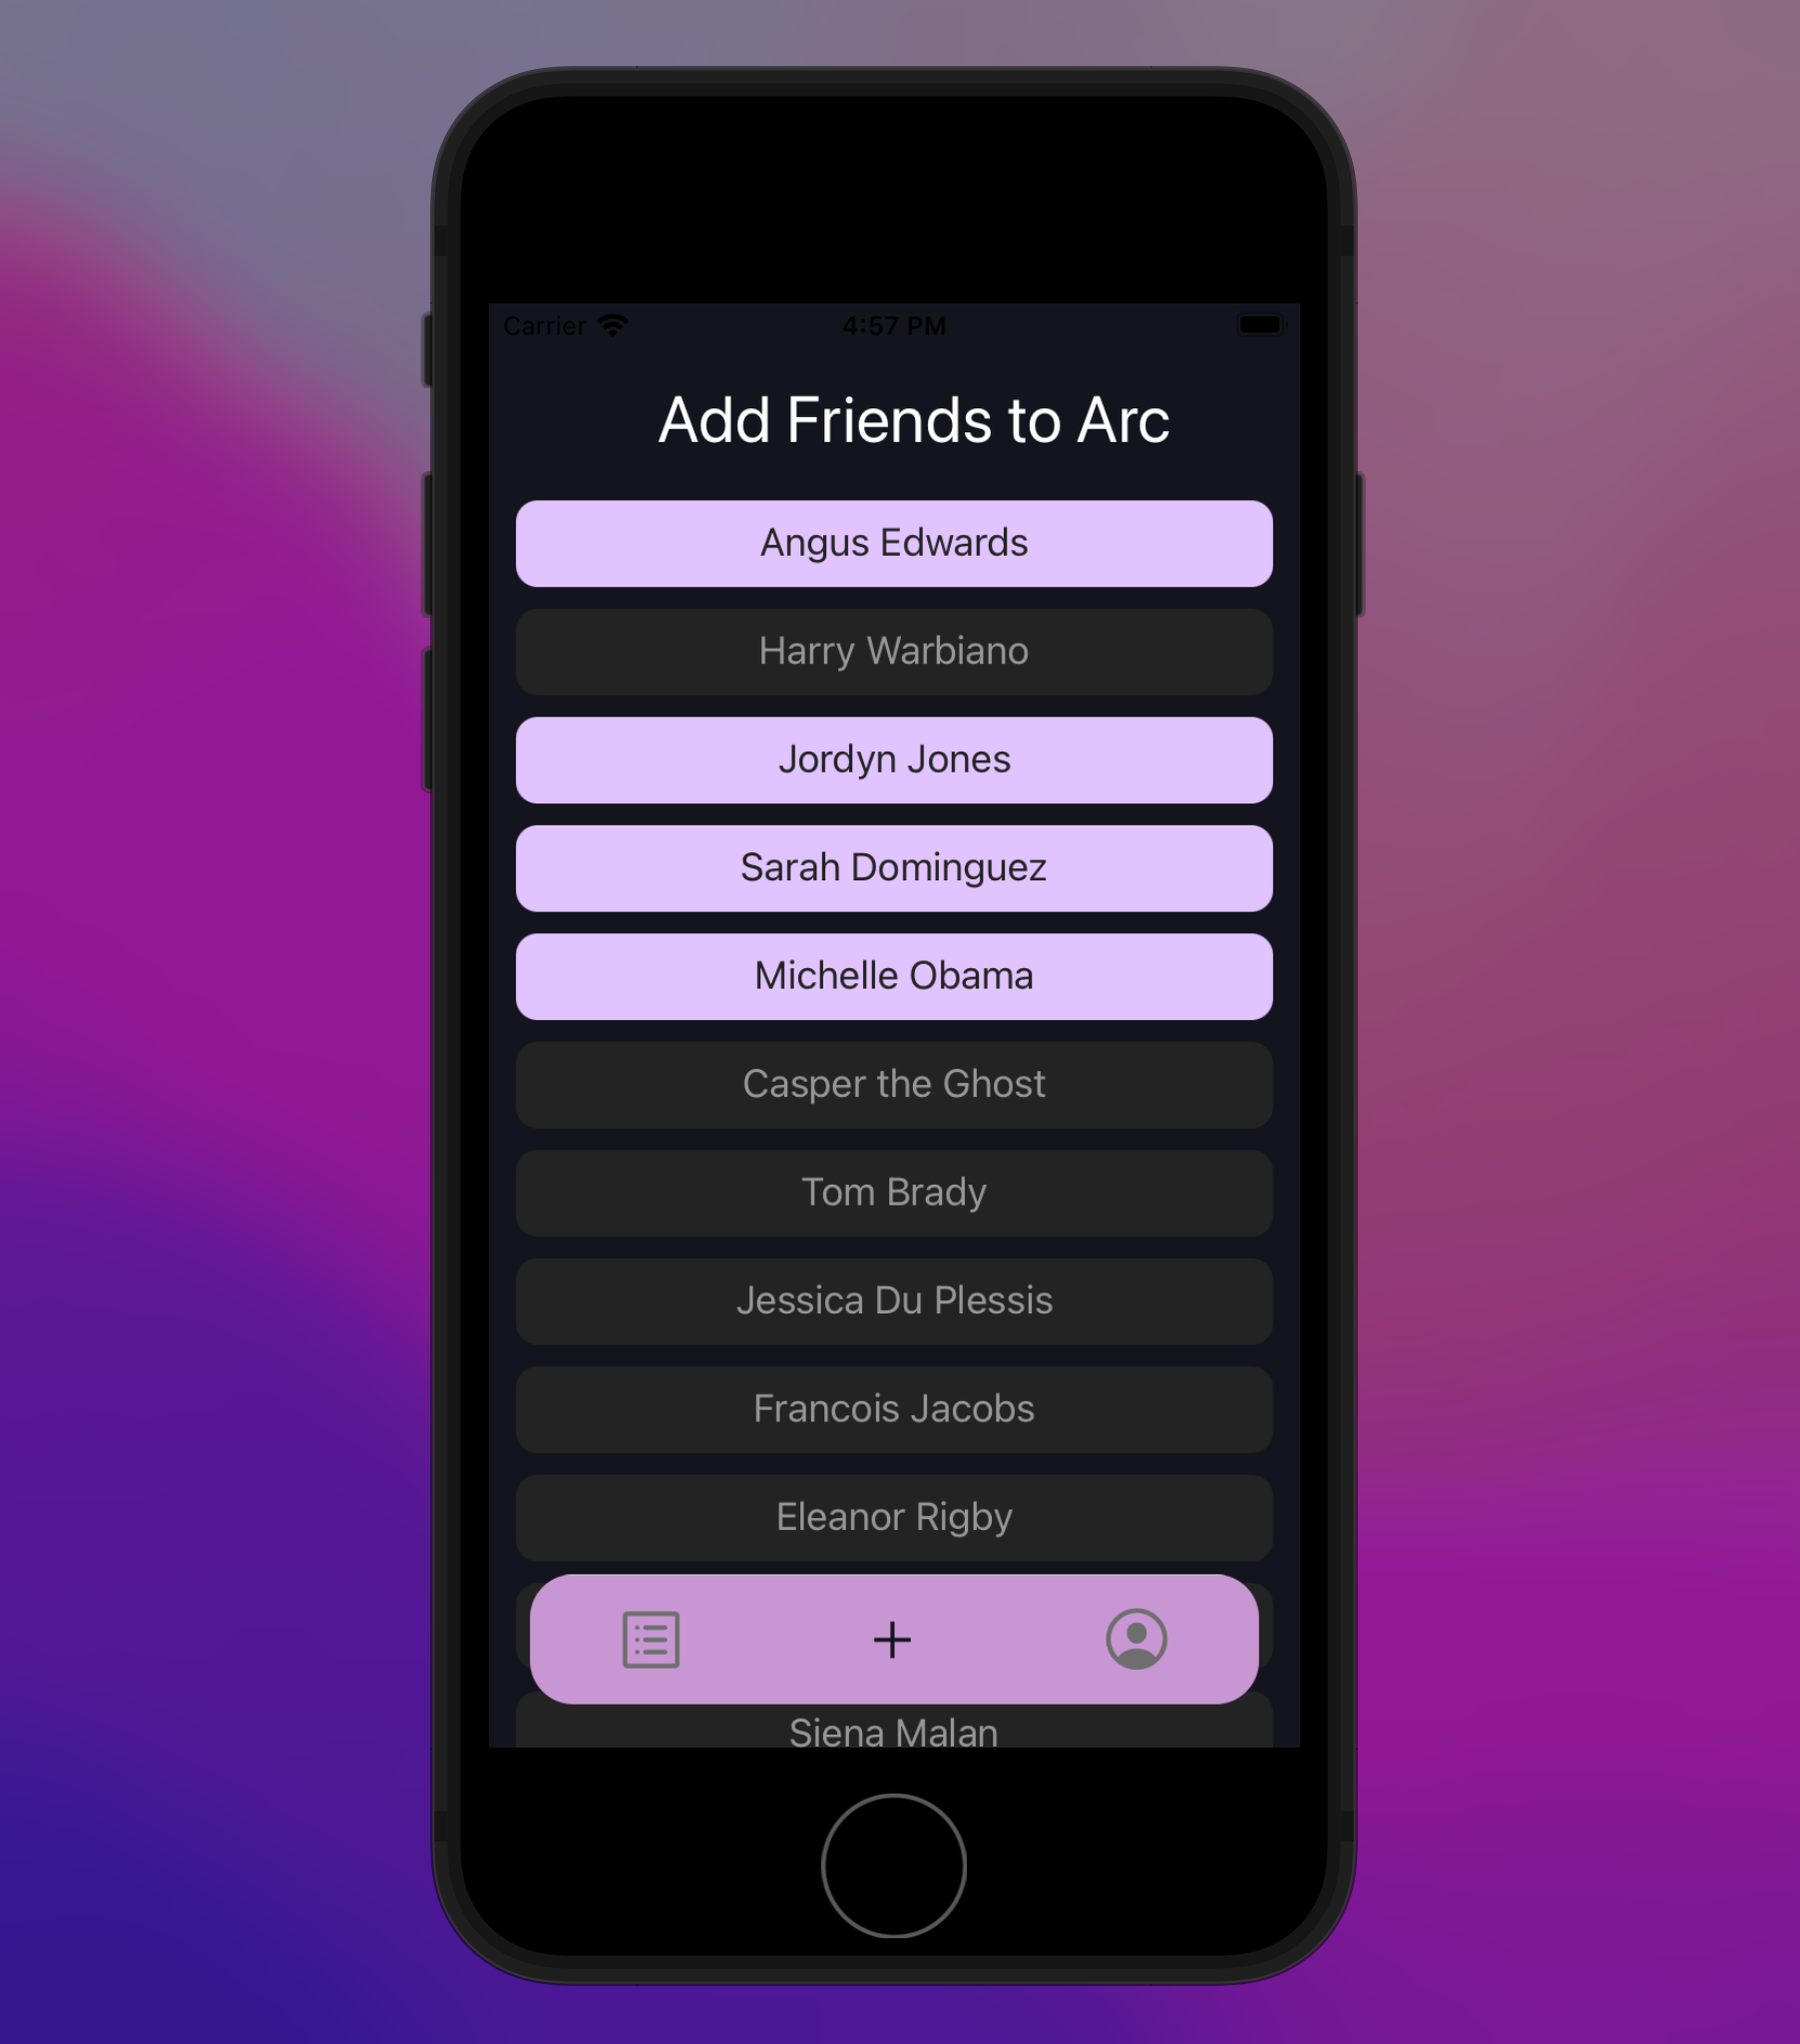 Carrier 4:57 PM
Add Friends to Arc
Angus Edwards
Harry Warbiano
Jordyn Jones
Sarah Dominguez
Michelle Obama
Casper the Ghost
Tom Brady
Jessica Du Plessis
Francois Jacobs
Eleanor Rigby
Siena Malan